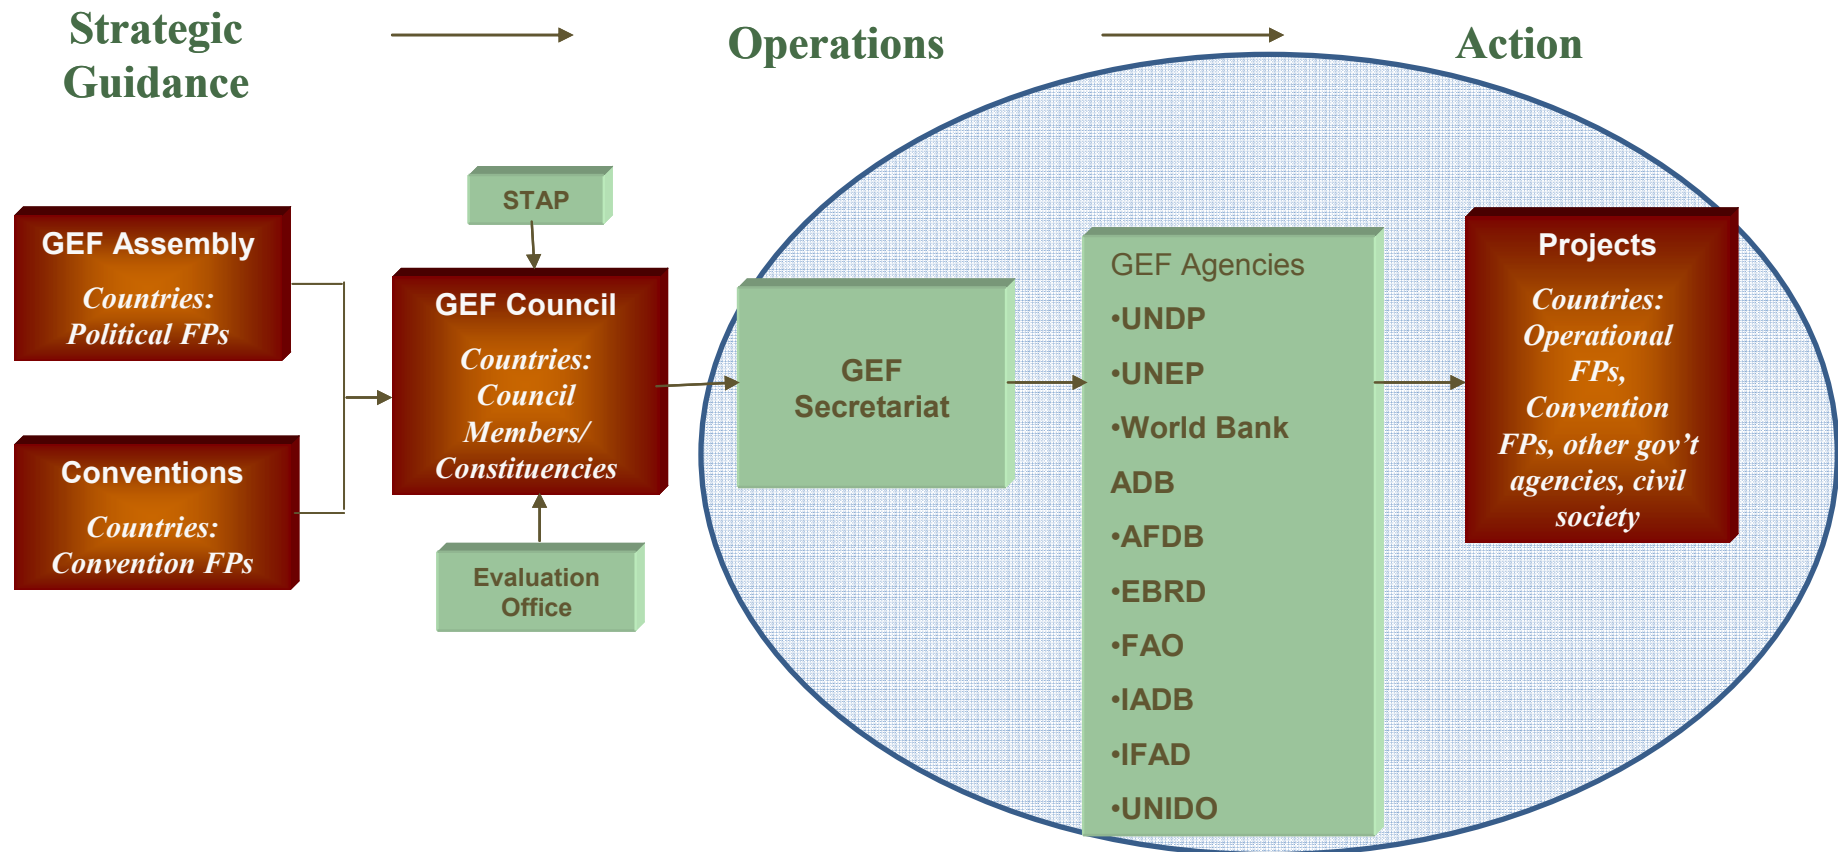 Strategic
Guidance
Operations
Action
GEF Assembly
Countries:
Political FPs
Conventions
Countries:
Convention FPs
STAP
GEF Council
Countries:
Council
Members/
Constituencies
Evaluation
Office
GEF
Secretariat
GEF Agencies
•UNDP
•UNEP
•World Bank
ADB
•AFDB
•EBRD
•FAO
•IADB
•IFAD
•UNIDO
Projects
Countries:
Operational
FPs,
Convention
FPs, other gov’t
agencies, civil
society